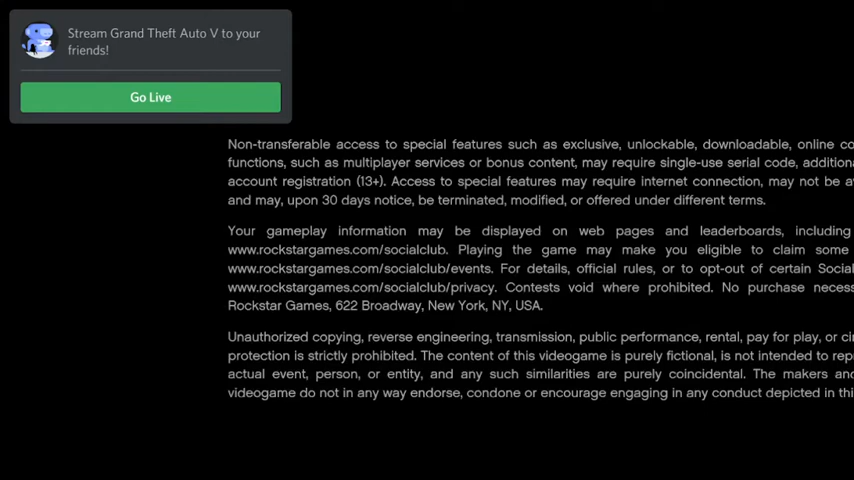 Stream Grand Theft Auto V to your
friends!
Go Live
Non-transferable access to special features such as exclusive, unlockable, downloadable, online
functions, such as multiplayer services or bonus content, may require single-use serial code,
account registration (13+). Access to special features may require internet connection, may not be
and may, upon 30 days notice, be terminated, modified, or offered under different terms.
Your gameplay information may be displayed on web pages and leaderboards, including
www.rockstargames.com/socialclub. Playing the game may make you eligible to claim some
www.rockstargames.com/socialclub/events. For details, official rules, or to opt-out of certain
www.rockstargames.com/socialclub/privacy. Contests void where prohibited. No purchase
Rockstar Games, 622 Broadway, New York, NY, USA.
Unauthorized copying, reverse engineering, transmission, public performance, rental, pay for play, or
protection is strictly prohibited. The content of this videogame is purely fictional, is not intended to
actual event, person, or entity, and any such similarities are purely coincidental. The makers
videogame do not in any way endorse, condone or encourage engaging in any conduct depicted in